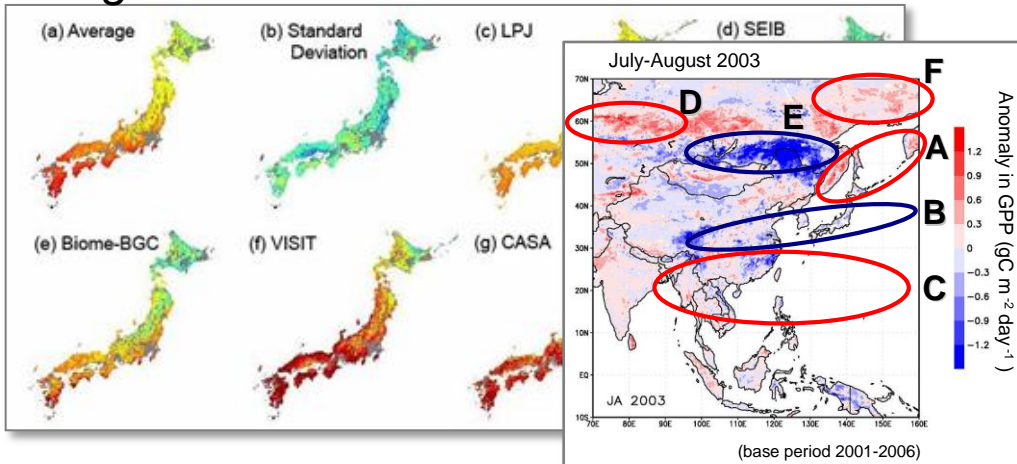 (a) Average
(b) Standard
Deviation
(c) LPJ
(d) SEIB
(e) Biome-BGC
(f) VISIT
(g) CASA
July-August 2003
70N
60N
50N
40N
30N
20N
10N
EQ
10S
70E
80E
90E
100E
110E
120E
130E
140E
150E
160E
JA 2003
F
D
E
A
B
C
1.2
0.9
0.6
0.3
0
−0.3
−0.6
−0.9
−1.2
Anomaly in GPP (gC m⁻² day⁻¹)
(base period 2001-2006)